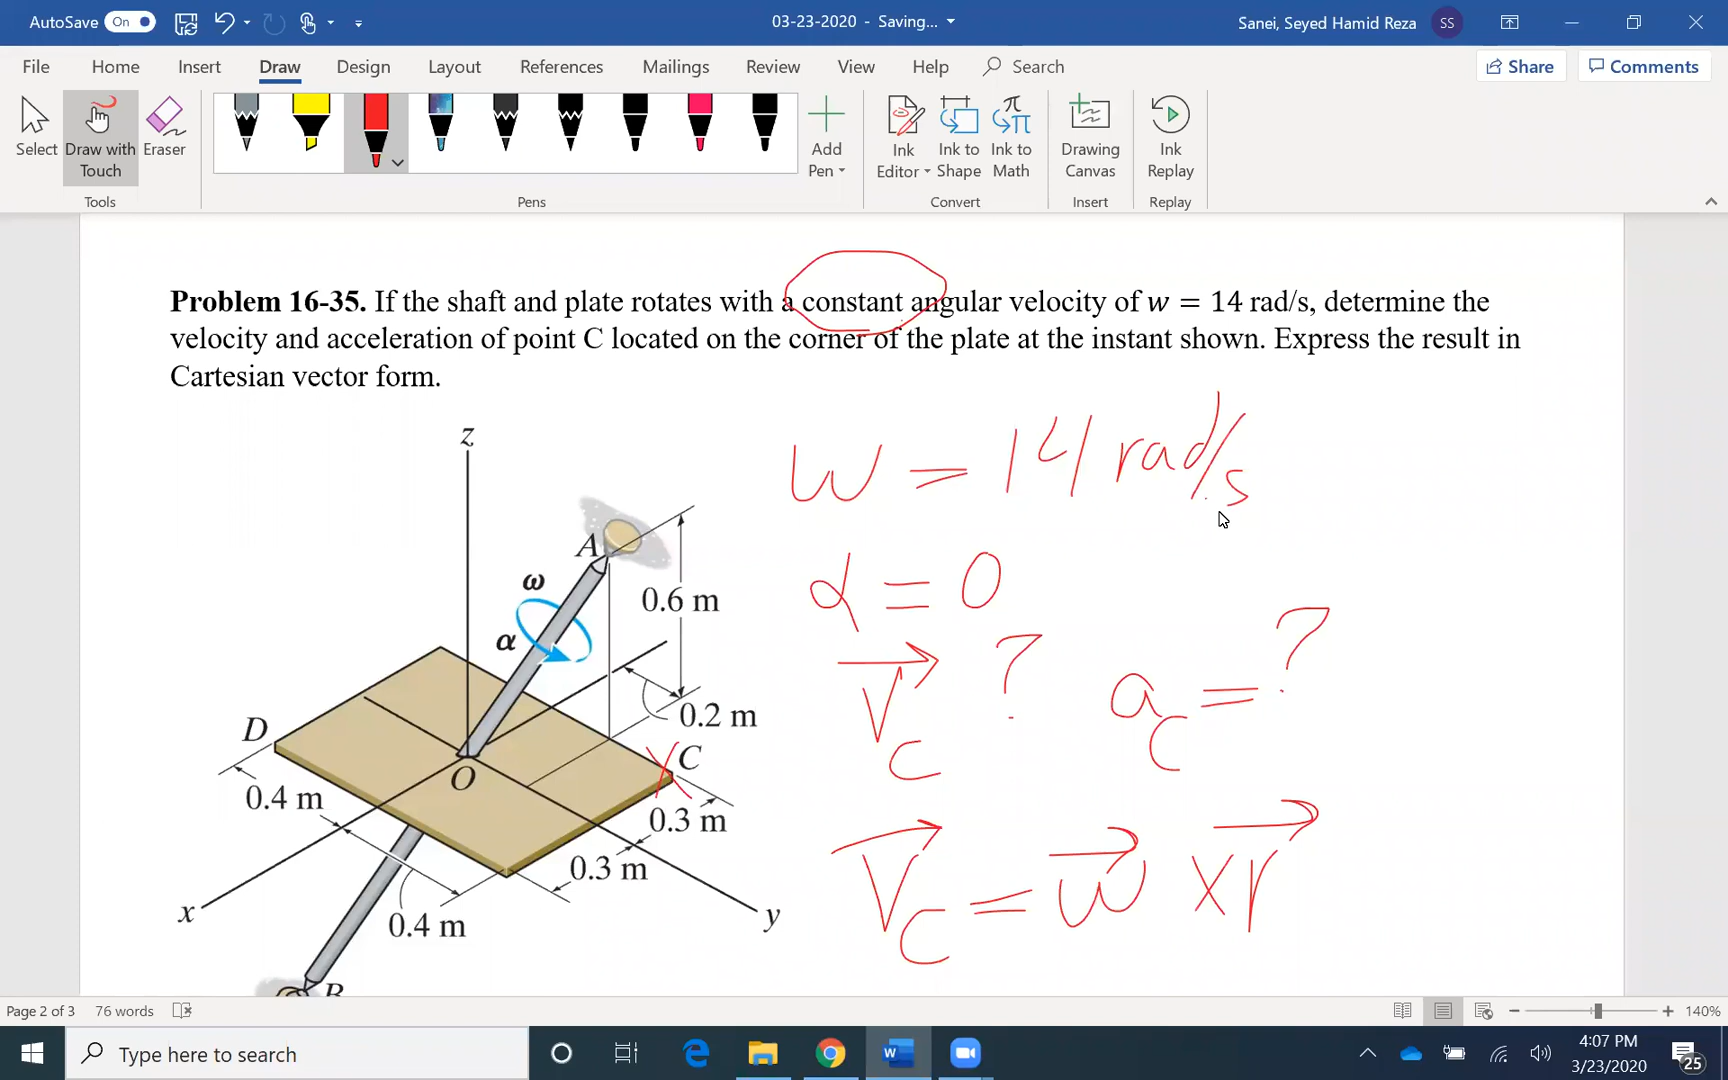 AutoSave On
03-23-2020 - Saving...
Sanei, Seyed Hamid Reza SS
File Home Insert Draw Design Layout References Mailings Review View Help Search Share Comments
Select
Draw with Touch
Eraser
Add Pen
Ink Editor
Ink to Shape
Ink to Math
Drawing Canvas
Ink Replay
Tools Pens Convert Insert Replay
Problem 16-35. If the shaft and plate rotates with a constant angular velocity of w = 14 rad/s, determine the
velocity and acceleration of point C located on the corner of the plate at the instant shown. Express the result in
Cartesian vector form.
w = 14 rad/s
α = 0
V⃗C ? aC = ?
V⃗C = w⃗ x r⃗
z
A
ω
α
0.6 m
0.2 m
D
C
O
0.4 m
0.3 m
0.3 m
0.4 m
x
y
B
Page 2 of 3 76 words 140%
Type here to search
4:07 PM
3/23/2020
25